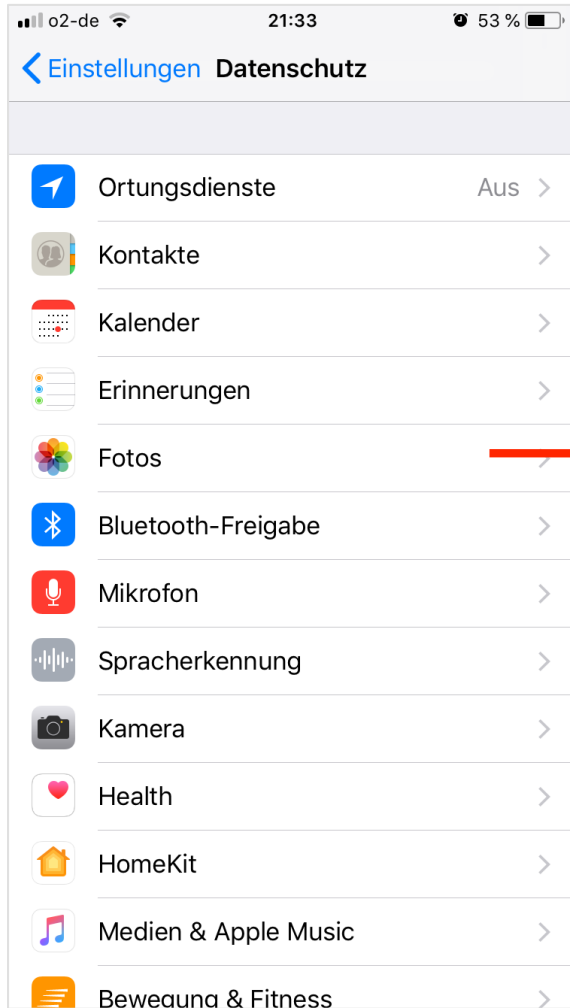 o2-de 21:33 53 %
Einstellungen Datenschutz
Ortungsdienste Aus
Kontakte
Kalender
Erinnerungen
Fotos
Bluetooth-Freigabe
Mikrofon
Spracherkennung
Kamera
Health
HomeKit
Medien & Apple Music
Bewegung & Fitness